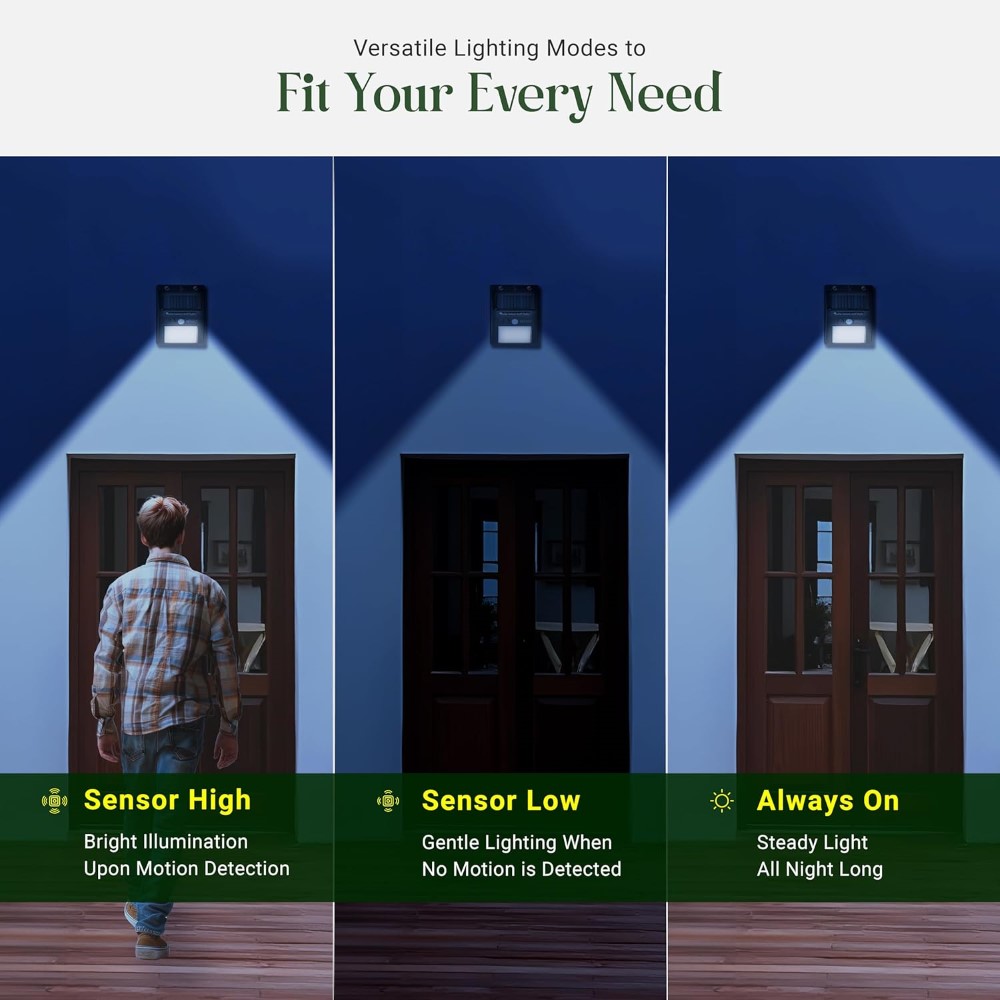 Versatile Lighting Modes to
Fit Your Every Need
Sensor High
Bright Illumination
Upon Motion Detection
Sensor Low
Gentle Lighting When
No Motion is Detected
Always On
Steady Light
All Night Long